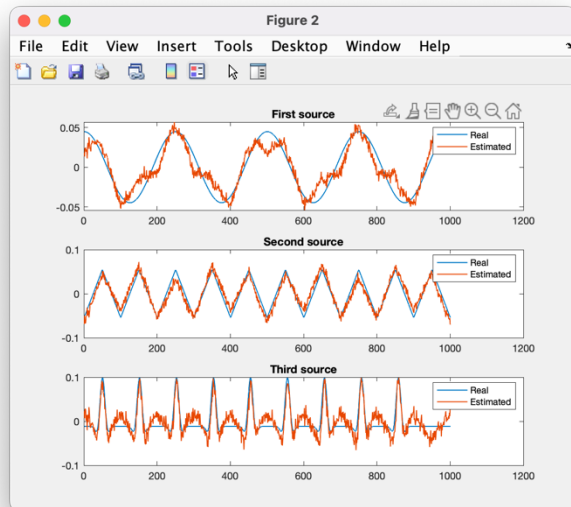 Figure 2
File Edit View Insert Tools Desktop Window Help
First source
0.05
0
-0.05
Real
Estimated
0 200 400 600 800 1000 1200
Second source
0.1
0
-0.1
Real
Estimated
0 200 400 600 800 1000 1200
Third source
0.1
0
-0.1
Real
Estimated
0 200 400 600 800 1000 1200